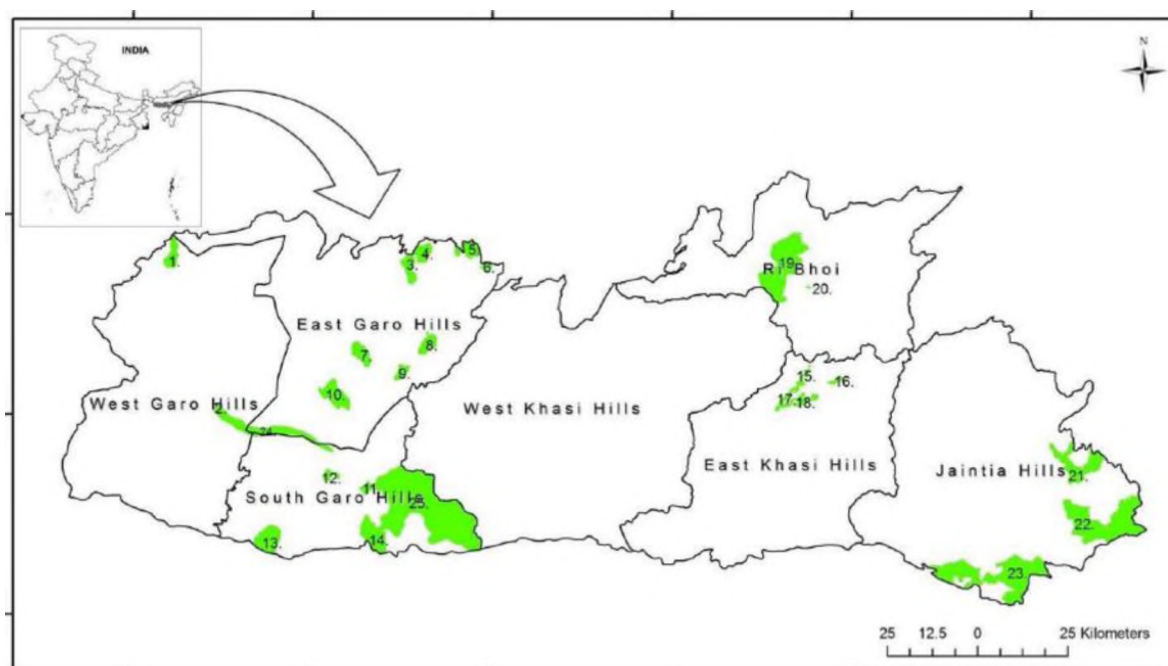 INDIA
N
1.
3.
4.
5.
6.
19.
Ri Bhoi
20.
East Garo Hills
7.
8.
9.
10.
15.
16.
17.
18.
West Garo Hills
2.
24.
West Khasi Hills
East Khasi Hills
Jaintia Hills
21.
12.
11.
South Garo Hills
25.
13.
14.
22.
23.
25 12.5 0 25 Kilometers